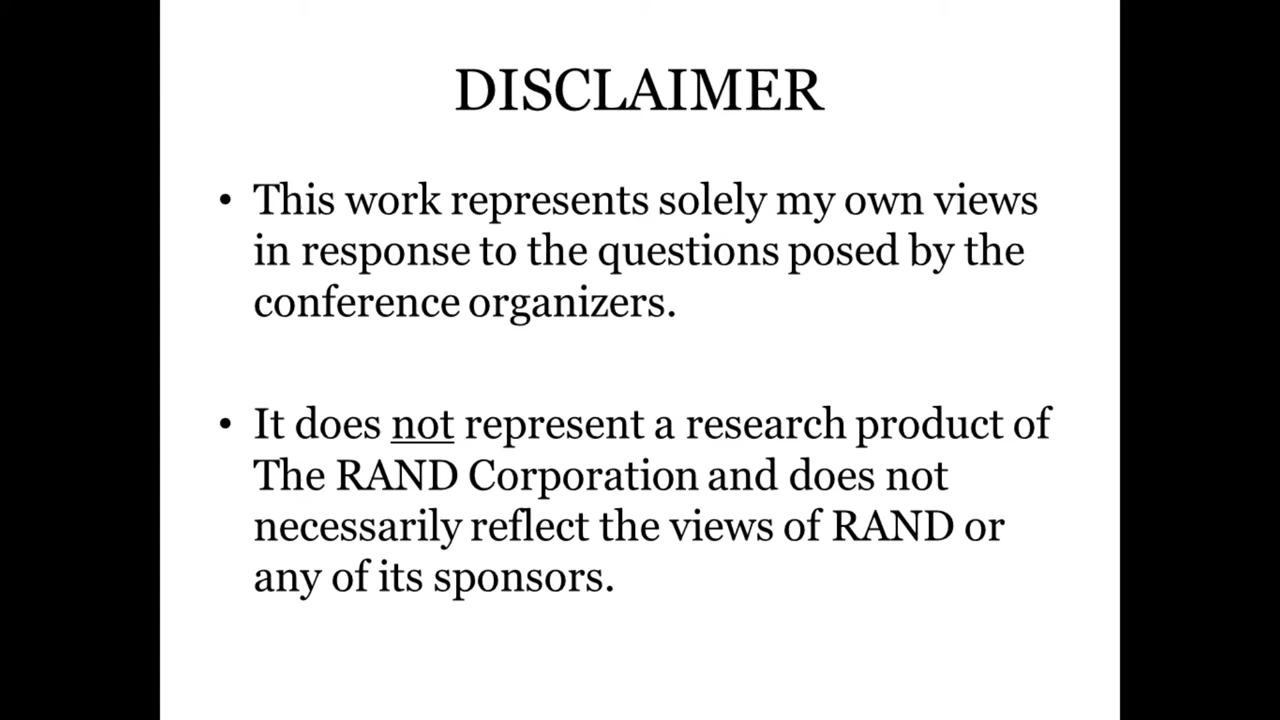 DISCLAIMER
• This work represents solely my own views
in response to the questions posed by the
conference organizers.
• It does not represent a research product of
The RAND Corporation and does not
necessarily reflect the views of RAND or
any of its sponsors.